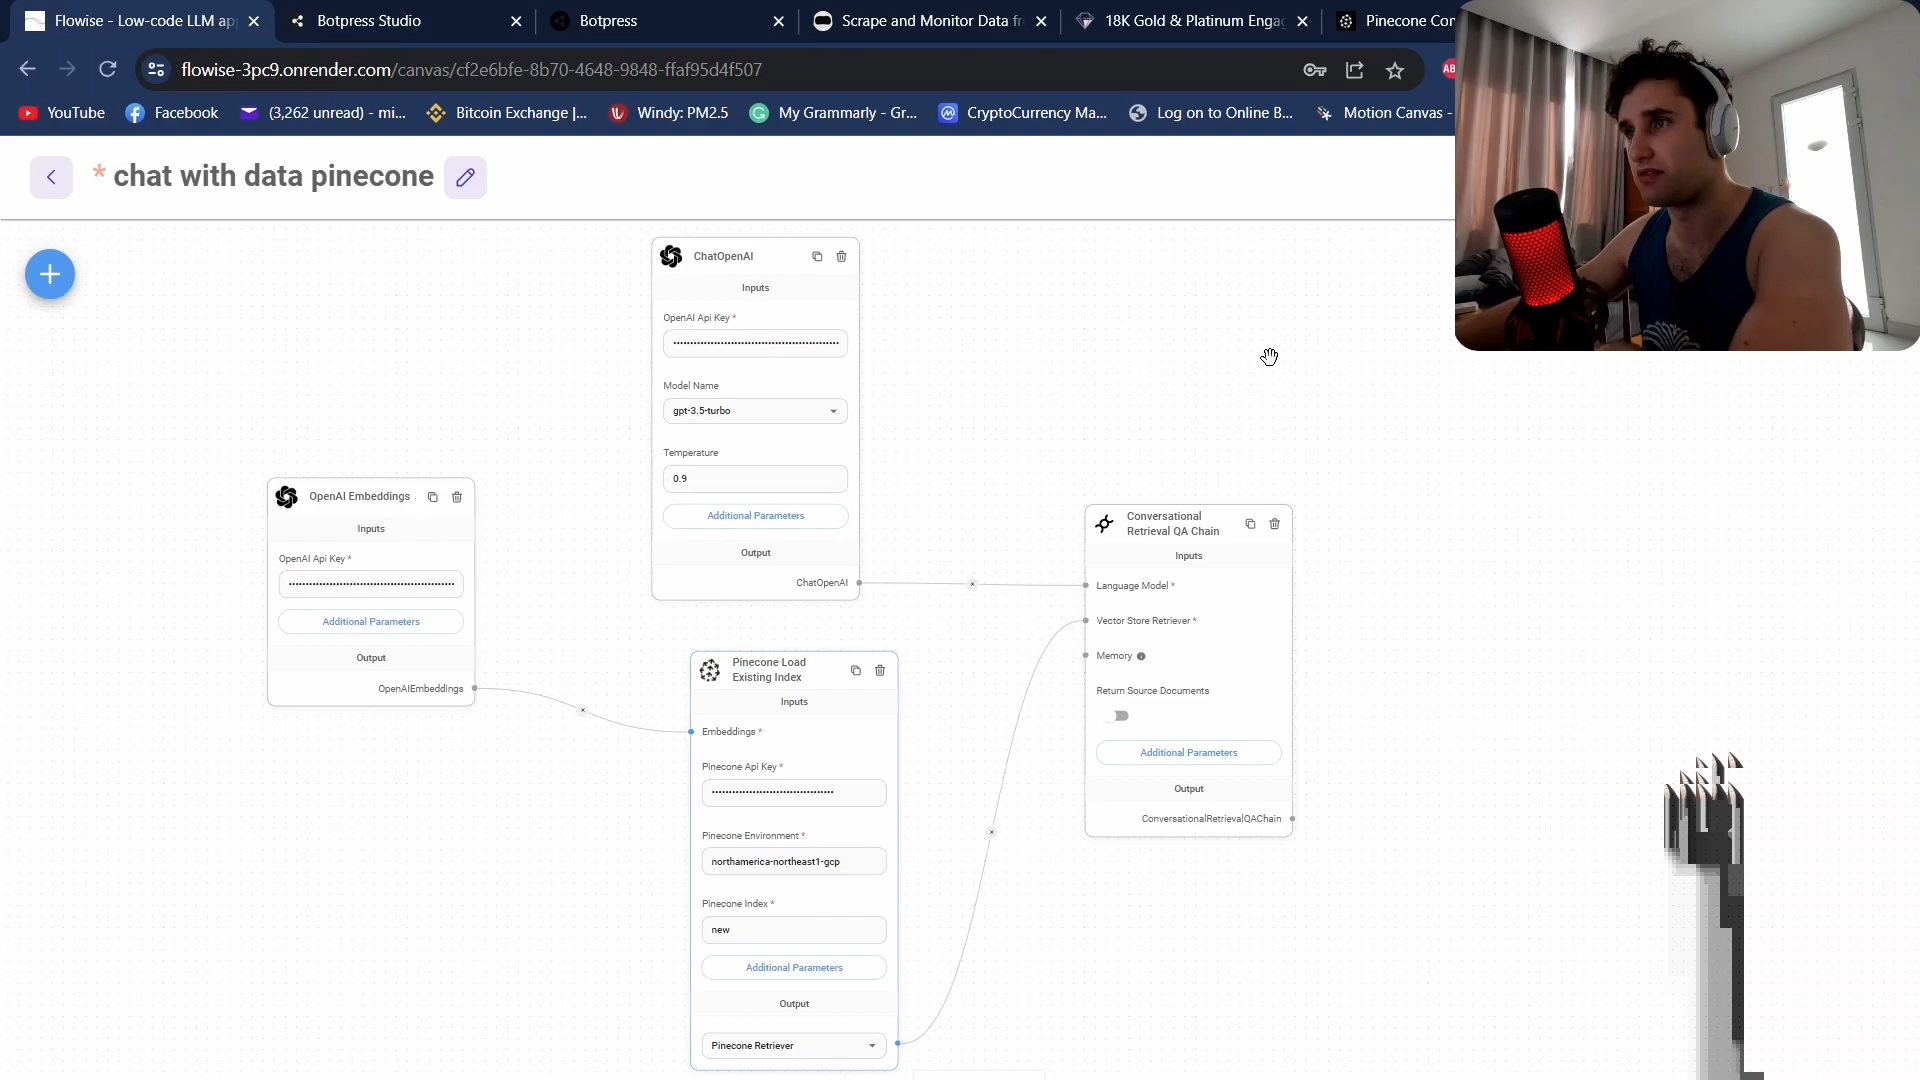 Flowise - Low-code LLM ap
Botpress Studio
Botpress
Scrape and Monitor Data fr
18K Gold & Platinum Engag
Pinecone Con
flowise-3pc9.onrender.com/canvas/cf2e6bfe-8b70-4648-9848-ffaf95d4f507
AB
YouTube
Facebook
(3,262 unread) - mi...
Bitcoin Exchange |...
Windy: PM2.5
My Grammarly - Gr...
CryptoCurrency Ma...
Log on to Online B...
Motion Canvas -
* chat with data pinecone
ChatOpenAI
Inputs
OpenAI Api Key *
Model Name
gpt-3.5-turbo
Temperature
0.9
Additional Parameters
Output
ChatOpenAI
OpenAI Embeddings
Inputs
OpenAI Api Key *
Additional Parameters
Output
OpenAIEmbeddings
Pinecone Load
Existing Index
Inputs
Embeddings *
Pinecone Api Key *
Pinecone Environment *
northamerica-northeast1-gcp
Pinecone Index *
new
Additional Parameters
Output
Pinecone Retriever
Conversational
Retrieval QA Chain
Inputs
Language Model *
Vector Store Retriever *
Memory
Return Source Documents
Additional Parameters
Output
ConversationalRetrievalQAChain